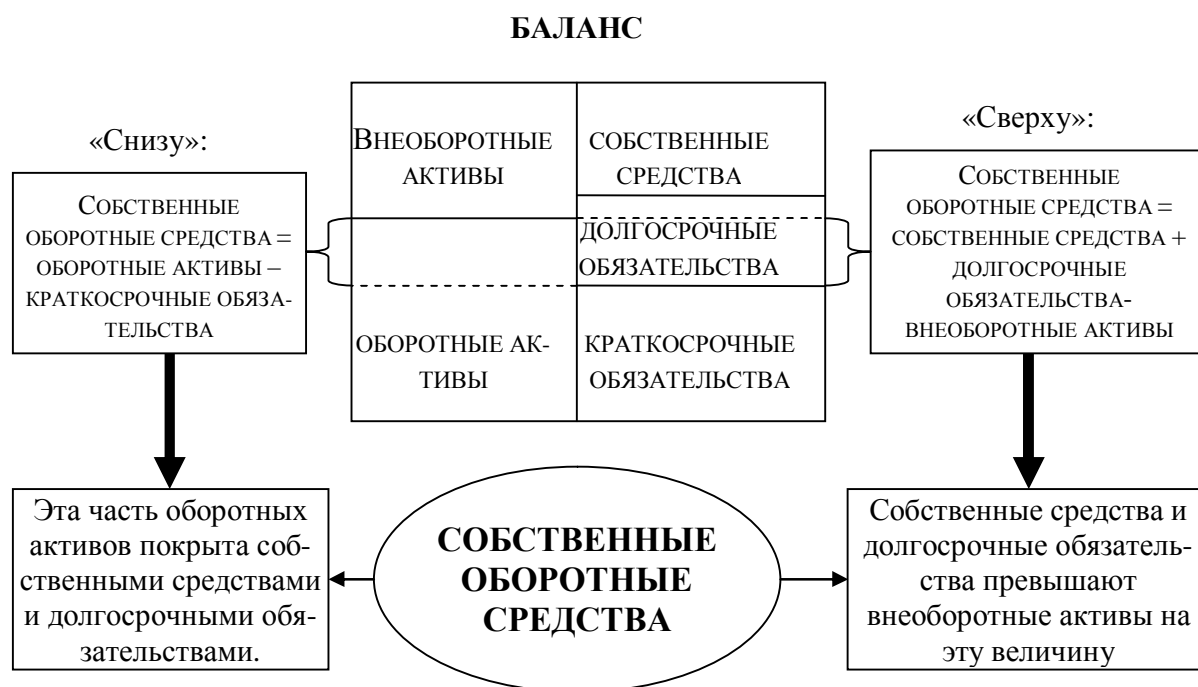 БАЛАНС
«Снизу»:
СОБСТВЕННЫЕ
ОБОРОТНЫЕ СРЕДСТВА =
ОБОРОТНЫЕ АКТИВЫ –
КРАТКОСРОЧНЫЕ ОБЯЗА-
ТЕЛЬСТВА
ВНЕОБОРОТНЫЕ
АКТИВЫ
СОБСТВЕННЫЕ
СРЕДСТВА
ДОЛГОСРОЧНЫЕ
ОБЯЗАТЕЛЬСТВА
ОБОРОТНЫЕ АК-
ТИВЫ
КРАТКОСРОЧНЫЕ
ОБЯЗАТЕЛЬСТВА
«Сверху»:
СОБСТВЕННЫЕ
ОБОРОТНЫЕ СРЕДСТВА =
СОБСТВЕННЫЕ СРЕДСТВА +
ДОЛГОСРОЧНЫЕ
ОБЯЗАТЕЛЬСТВА-
ВНЕОБОРОТНЫЕ АКТИВЫ
Эта часть оборотных
активов покрыта соб-
ственными средствами
и долгосрочными обя-
зательствами.
СОБСТВЕННЫЕ
ОБОРОТНЫЕ
СРЕДСТВА
Собственные средства и
долгосрочные обязатель-
ства превышают
внеоборотные активы на
эту величину